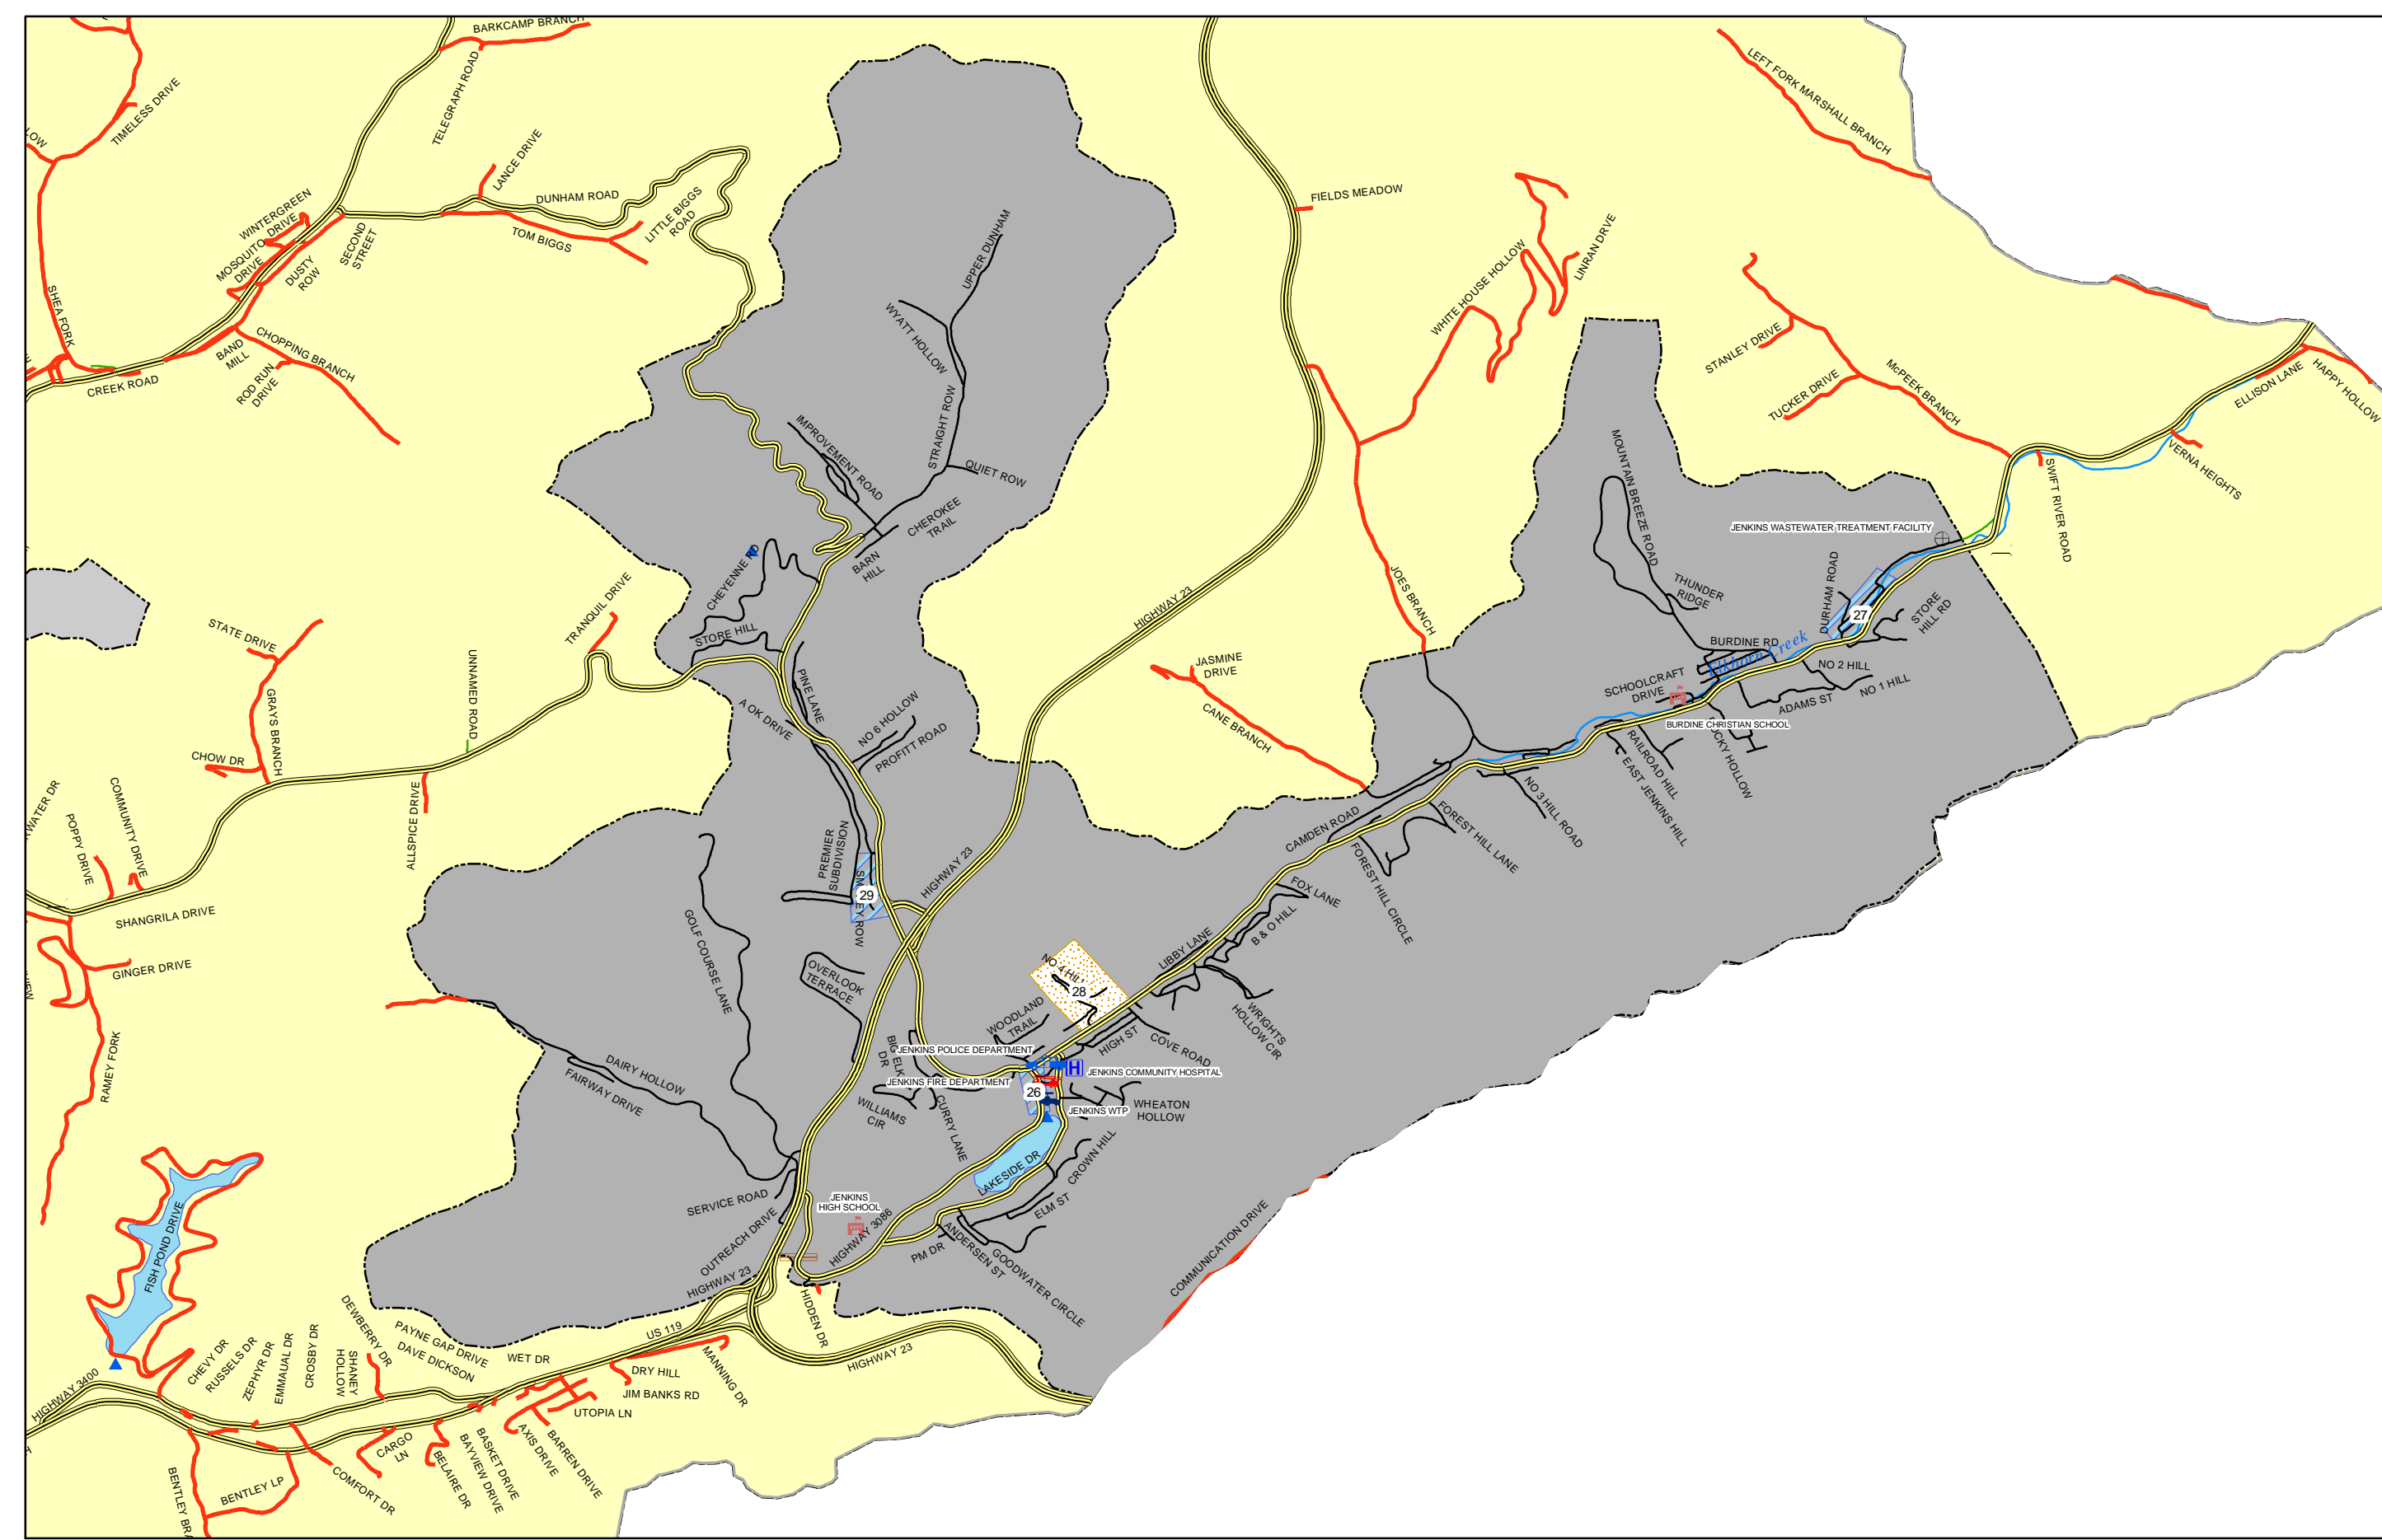 BARKCAMP BRANCH
TELEGRAPH ROAD
TIMELESS DRIVE
LANCE DRIVE
DUNHAM ROAD
LITTLE BIGGS
ROAD
TOM BIGGS
WINTERGREEN
DRIVE
MOSQUITO
DRIVE
DUSTY
ROW
SECOND
STREET
SHEA FORK
BAND
MILL
CHOPPING BRANCH
ROD RUN
DRIVE
CREEK ROAD
UPPER DUNHAM
WYATT HOLLOW
STRAIGHT ROW
IMPROVEMENT ROAD
QUIET ROW
CHEROKEE
TRAIL
BARN
HILL
CHEYENNE RD
STORE HILL
FIELDS MEADOW
LEFT FORK MARSHALL BRANCH
WHITE HOUSE HOLLOW
LINRAN DRVE
STANLEY DRIVE
TUCKER DRIVE
McPEEK BRANCH
ELLISON LANE
HAPPY HOLLOW
VERNA HEIGHTS
SWIFT RIVER ROAD
JENKINS WASTEWATER TREATMENT FACILITY
MOUNTAIN BREEZE ROAD
THUNDER
RIDGE
DURHAM ROAD
27
STORE
HILL RD
BURDINE RD
Elkhorn Creek
NO 2 HILL
NO 1 HILL
ADAMS ST
SCHOOLCRAFT
DRIVE
BURDINE CHRISTIAN SCHOOL
RAILROAD HILL
EAST JENKINS HILL
NO 3 HILL ROAD
HIGHWAY 23
JOES BRANCH
JASMINE
DRIVE
CANE BRANCH
STATE DRIVE
TRANQUIL DRIVE
UNNAMED ROAD
GRAYS BRANCH
CHOW DR
ALLSPICE DRIVE
COMMUNITY DRIVE
POPPY DRIVE
SHANGRILA DRIVE
GINGER DRIVE
RAMEY FORK
PINE LANE
A OK DRIVE
NO 6 HOLLOW
PROFITT ROAD
PREMIER
SUBDIVISION
29
HIGHWAY 23
GOLF COURSE LANE
OVERLOOK
TERRACE
CAMDEN ROAD
FOREST HILL LANE
FOREST HILL CIRCLE
FOX LANE
B & O HILL
LIBBY LANE
WRIGHTS
HOLLOW CIR
NO 4 HILL
28
WOODLAND
TRAIL
HIGH ST
COVE ROAD
JENKINS POLICE DEPARTMENT
BIG ELK
DR
JENKINS FIRE DEPARTMENT
H
JENKINS COMMUNITY HOSPITAL
26
JENKINS WTP
WHEATON
HOLLOW
WILLIAMS
CIR
CURRY LANE
DAIRY HOLLOW
FAIRWAY DRIVE
LAKESIDE DR
CROWN HILL
ELM ST
SERVICE ROAD
OUTREACH DRIVE
JENKINS
HIGH SCHOOL
HIGHWAY 3086
PM DR
ANDERSEN ST
GOODWATER CIRCLE
COMMUNICATION DRIVE
HIGHWAY 23
HIDDEN DR
US 119
HIGHWAY 23
FISH POND DRIVE
HIGHWAY 3400
CHEVY DR
RUSSELS DR
ZEPHYR DR
EMMAUAL DR
CROSBY DR
SHANEY
HOLLOW
DEWBERRY DR
PAYNE GAP DRIVE
DAVE DICKSON
WET DR
DRY HILL
MANNING DR
JIM BANKS RD
UTOPIA LN
BARREN DRIVE
AXIS DRIVE
BASKET DRIVE
BAYVIEW DRIVE
BELAIRE DR
CARGO
LN
COMFORT DR
BENTLEY LP
BENTLEY